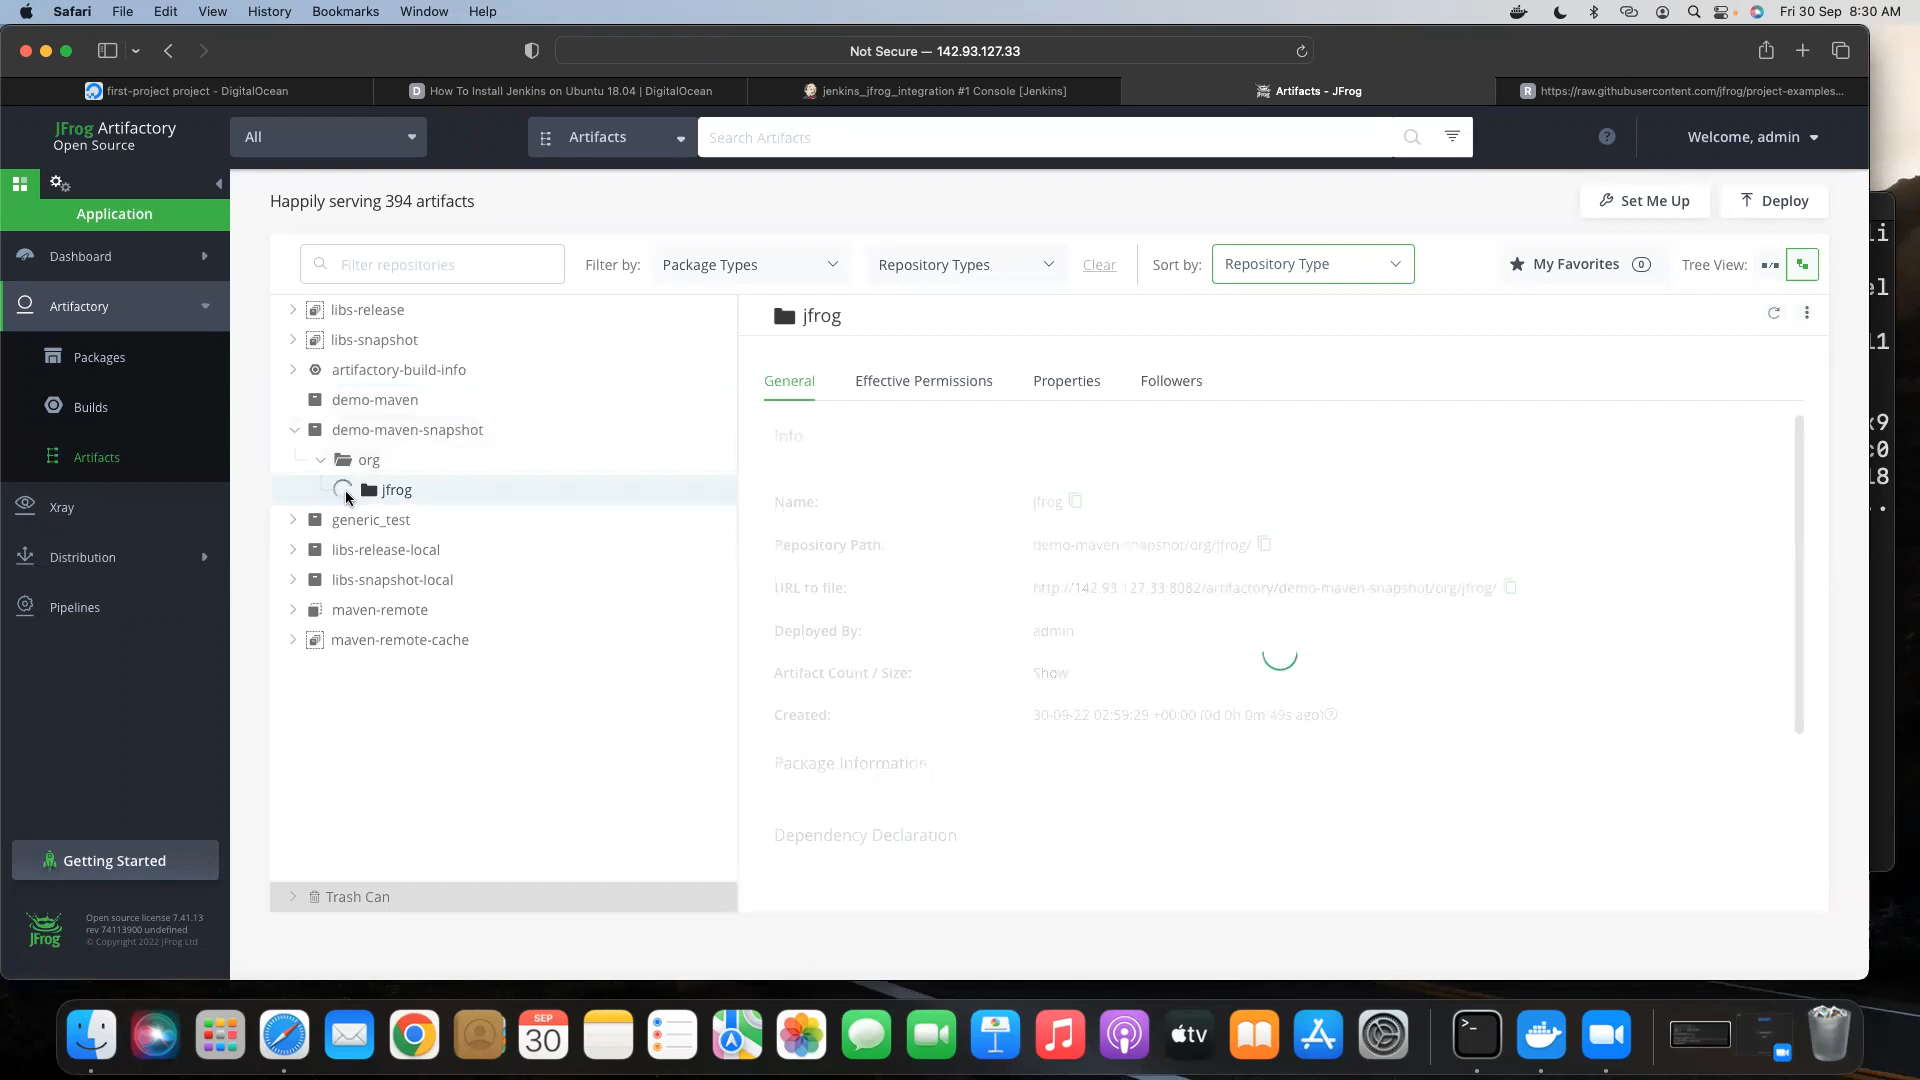 Safari File Edit View History Bookmarks Window Help Fri 30 Sep 8:30 AM
Not Secure — 142.93.127.33
first-project project - DigitalOcean
D How To Install Jenkins on Ubuntu 18.04 | DigitalOcean
jenkins_jfrog_integration #1 Console [Jenkins]
Artifacts - JFrog
R https://raw.githubusercontent.com/jfrog/project-examples...
JFrog Artifactory
Open Source
All
Artifacts
Search Artifacts
Welcome, admin
Application
Dashboard
Artifactory
Packages
Builds
Artifacts
Xray
Distribution
Pipelines
Getting Started
JFrog
Open source license 7.41.13
rev 74113900 undefined
© Copyright 2022 JFrog Ltd
Happily serving 394 artifacts
Set Me Up
Deploy
Filter repositories
Filter by:
Package Types
Repository Types
Clear
Sort by:
Repository Type
My Favorites 0
Tree View:
libs-release
libs-snapshot
artifactory-build-info
demo-maven
demo-maven-snapshot
org
jfrog
generic_test
libs-release-local
libs-snapshot-local
maven-remote
maven-remote-cache
Trash Can
jfrog
General Effective Permissions Properties Followers
Info
Name: jfrog
Repository Path: demo-maven-snapshot/org/jfrog/
URL to file: http://142.93.127.33:8082/artifactory/demo-maven-snapshot/org/jfrog/
Deployed By: admin
Artifact Count / Size: Show
Created: 30-09-22 02:59:29 +00:00 (0d 0h 0m 49s ago)
Package Information
Dependency Declaration
SEP
30
tv